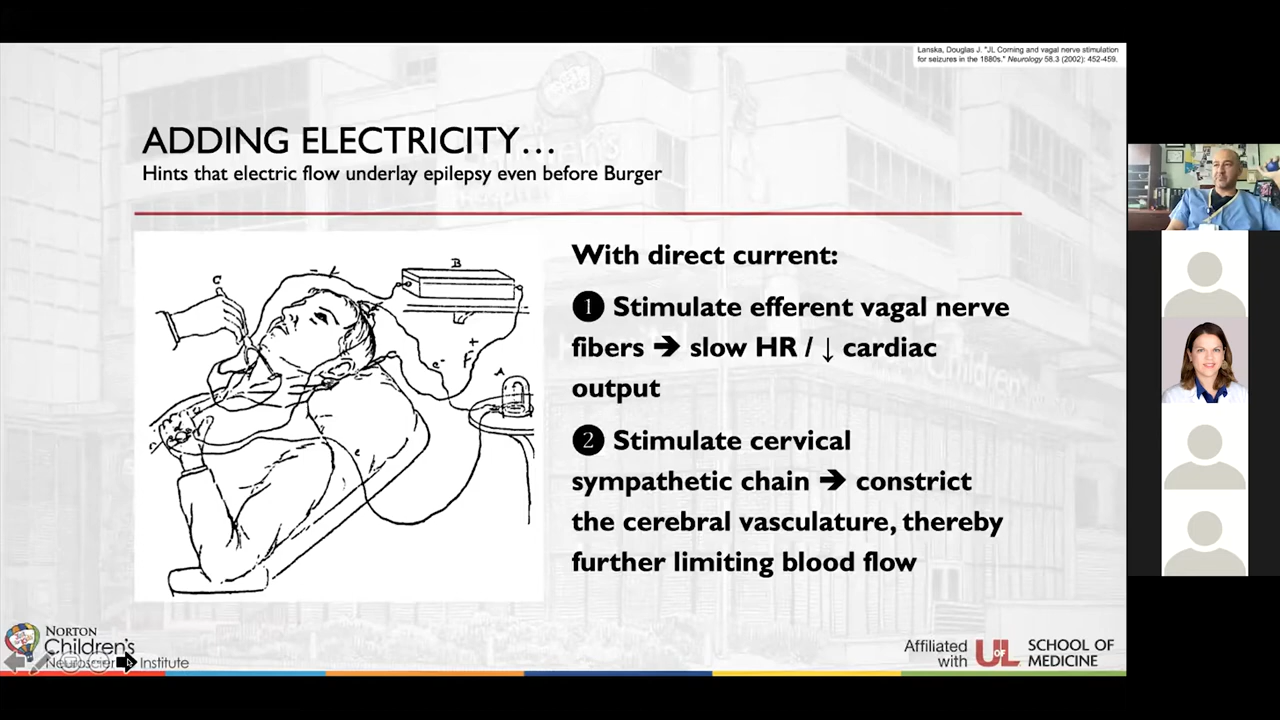 Lanska, Douglas J. "JL Corning and vagal nerve stimulation
for seizures in the 1880s." Neurology 58.3 (2002): 452-459.
ADDING ELECTRICITY…
Hints that electric flow underlay epilepsy even before Burger
With direct current:
❶ Stimulate efferent vagal nerve
fibers ➔ slow HR / ↓ cardiac
output
❷ Stimulate cervical
sympathetic chain ➔ constrict
the cerebral vasculature, thereby
further limiting blood flow
C
B
A
+
F
e
NORTON
Children's
Institute
Affiliated
with
UofL
SCHOOL OF
MEDICINE